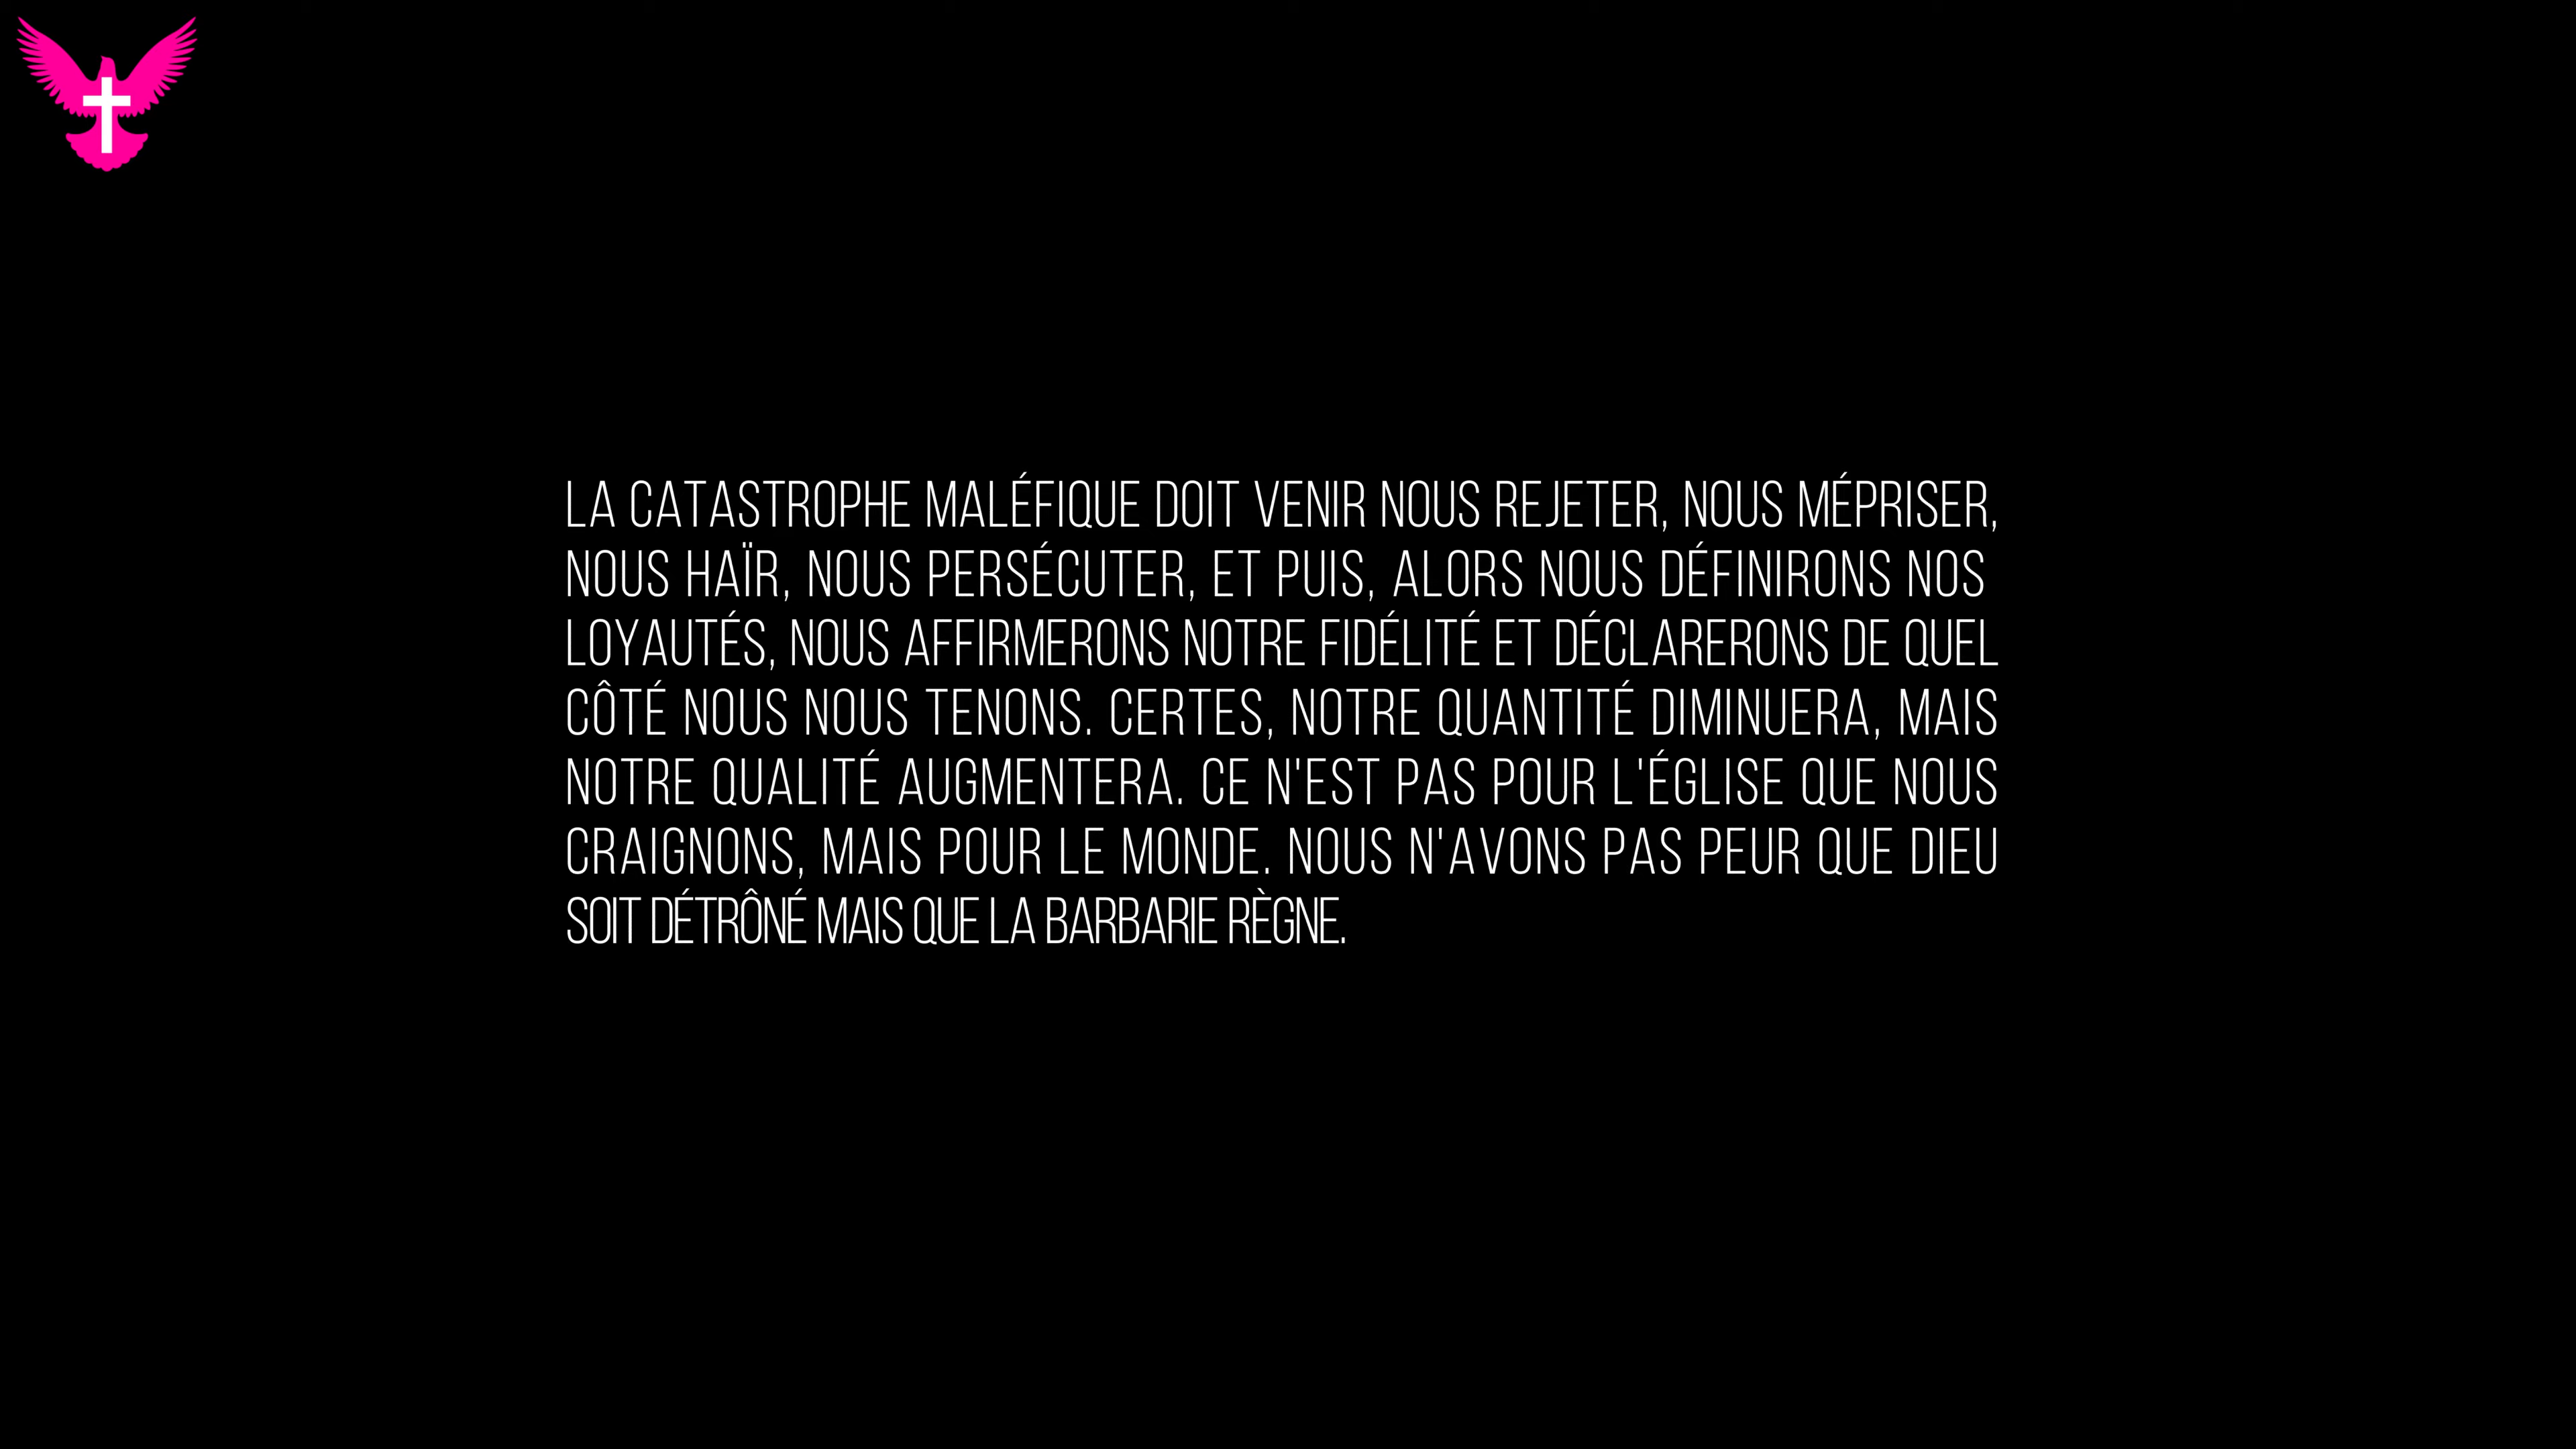 LA CATASTROPHE MALÉFIQUE DOIT VENIR NOUS REJETER, NOUS MÉPRISER,
NOUS HAÏR, NOUS PERSÉCUTER, ET PUIS, ALORS NOUS DÉFINIRONS NOS
LOYAUTÉS, NOUS AFFIRMERONS NOTRE FIDÉLITÉ ET DÉCLARERONS DE QUEL
CÔTÉ NOUS NOUS TENONS. CERTES, NOTRE QUANTITÉ DIMINUERA, MAIS
NOTRE QUALITÉ AUGMENTERA. CE N'EST PAS POUR L'ÉGLISE QUE NOUS
CRAIGNONS, MAIS POUR LE MONDE. NOUS N'AVONS PAS PEUR QUE DIEU
SOIT DÉTRÔNÉ MAIS QUE LA BARBARIE RÈGNE.